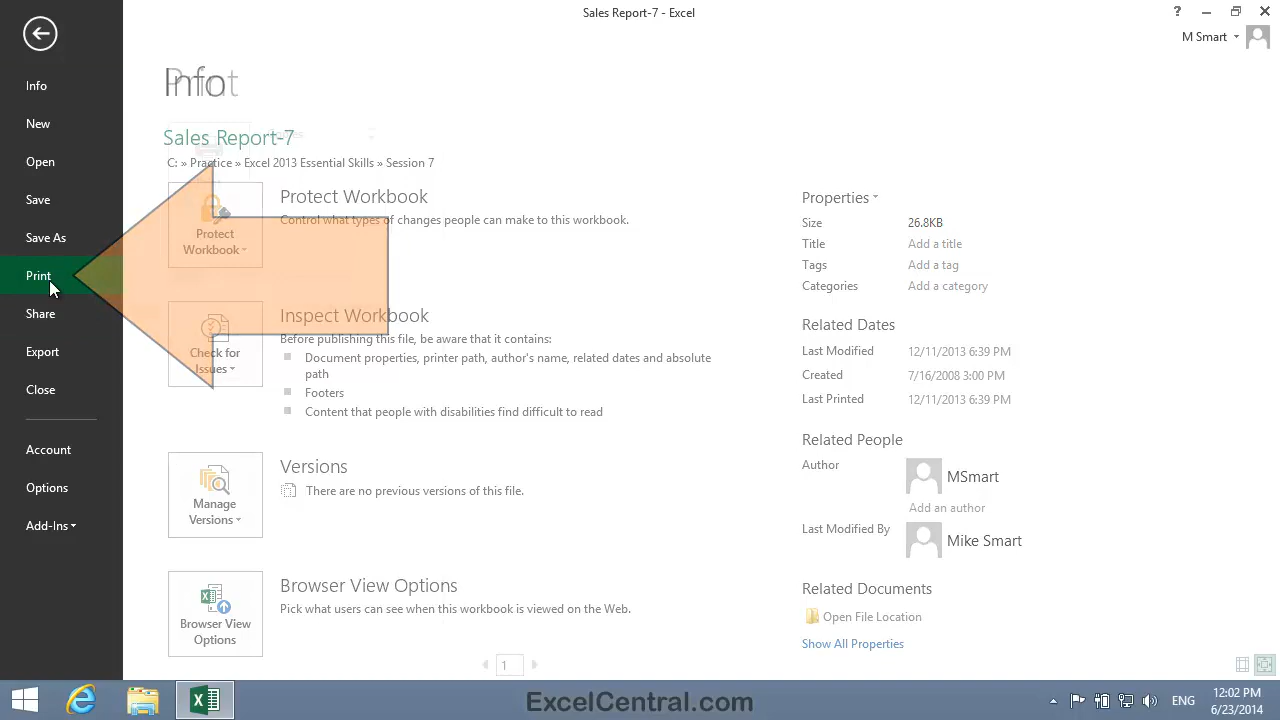 Sales Report-7 - Excel
?
M Smart
Info
Print
Sales Report-7
C: » Practice » Excel 2013 Essential Skills » Session 7
Info
New
Open
Save
Save As
Print
Share
Export
Close
Account
Options
Add-Ins
Protect
Workbook
Protect Workbook
Control what types of changes people can make to this workbook.
Check for
Issues
Inspect Workbook
Before publishing this file, be aware that it contains:
Document properties, printer path, author's name, related dates and absolute
path
Footers
Content that people with disabilities find difficult to read
Manage
Versions
Versions
There are no previous versions of this file.
Browser View
Options
Browser View Options
Pick what users can see when this workbook is viewed on the Web.
1
Properties
Size 26.8KB
Title Add a title
Tags Add a tag
Categories Add a category
Related Dates
Last Modified 12/11/2013 6:39 PM
Created 7/16/2008 3:00 PM
Last Printed 12/11/2013 6:39 PM
Related People
Author MSmart
Add an author
Last Modified By Mike Smart
Related Documents
Open File Location
Show All Properties
ExcelCentral.com
ENG
12:02 PM
6/23/2014